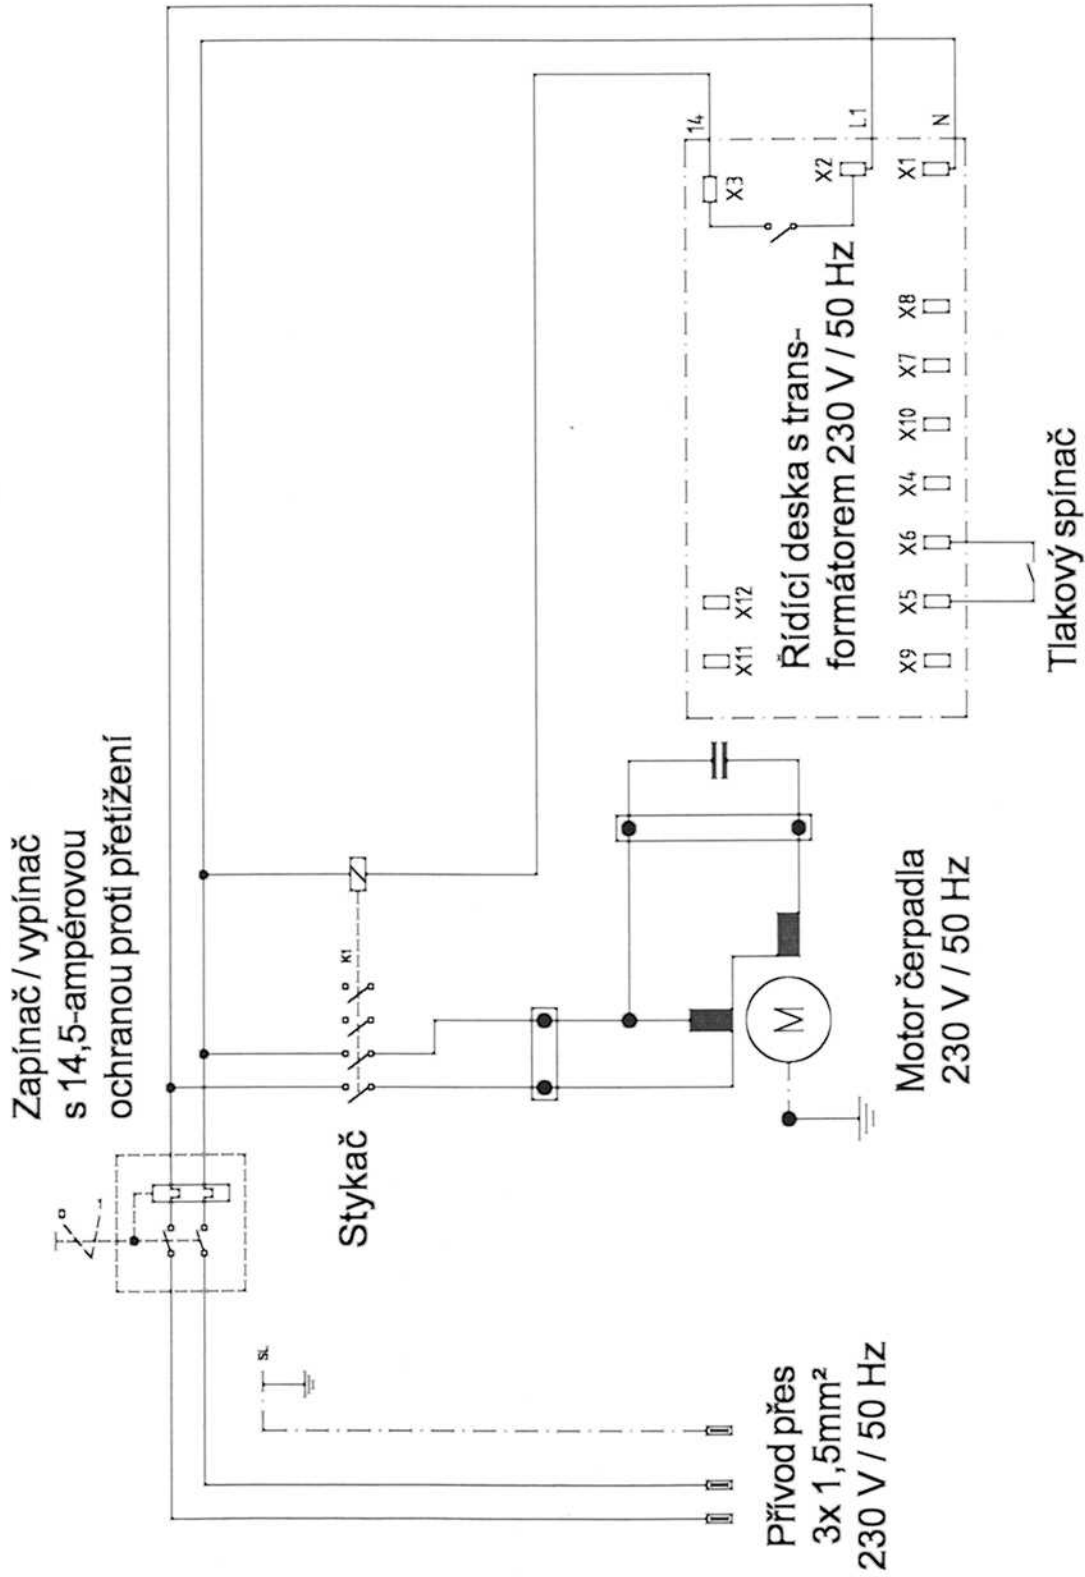 Zapínač / vypínač
s 14,5-ampérovou
ochranou proti přetížení
SL
Stykač
K1
Přívod přes
3x 1,5mm²
230 V / 50 Hz
Motor čerpadla
230 V / 50 Hz
M
14
L1
N
X3
X2
X1
X11
X12
Řídící deska s trans-
formátorem 230 V / 50 Hz
X9
X5
X6
X4
X10
X7
X8
Tlakový spínač